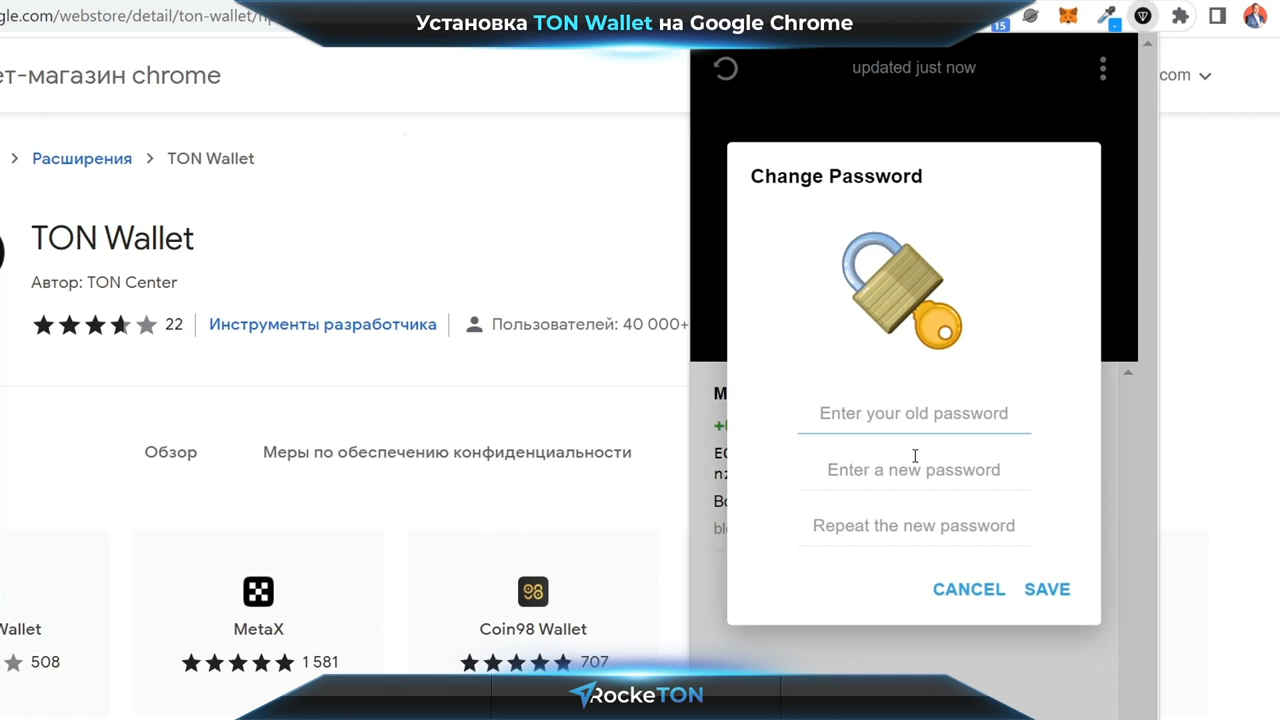 Установка TON Wallet на Google Chrome
gle.com/webstore/detail/ton-wallet/
15
ет-магазин chrome
updated just now
com
Расширения > TON Wallet
Change Password
TON Wallet
Автор: TON Center
22
Инструменты разработчика
Пользователей: 40 000+
M
Enter your old password
Обзор
Меры по обеспечению конфиденциальности
Enter a new password
bl
Repeat the new password
CANCEL SAVE
Wallet
MetaX
Coin98 Wallet
508
1 581
707
RockeTON